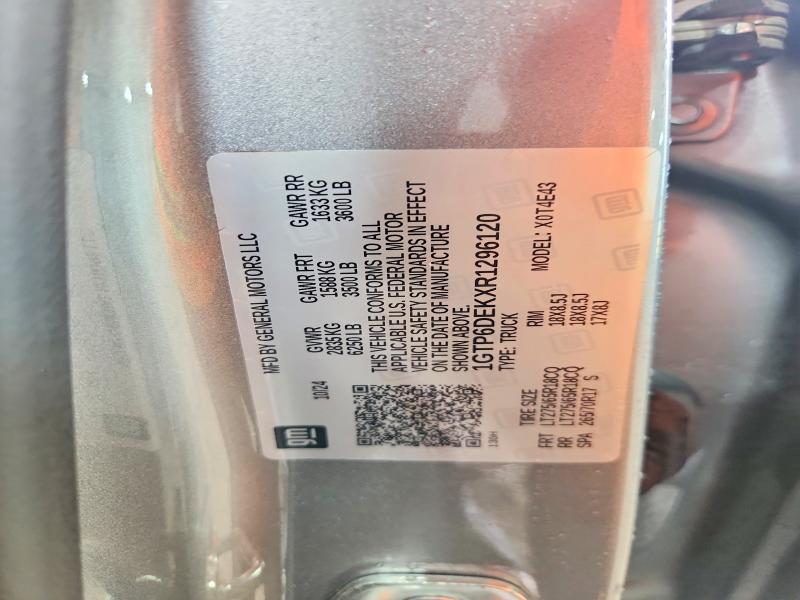 MFD BY GENERAL MOTORS LLC
gm
10/24 GVWR GAWR FRT GAWR RR
2835 KG 1588 KG 1633 KG
6250 LB 3500 LB 3600 LB
THIS VEHICLE CONFORMS TO ALL
APPLICABLE U.S. FEDERAL MOTOR
VEHICLE SAFETY STANDARDS IN EFFECT
ON THE DATE OF MANUFACTURE
SHOWN ABOVE.
1GTP6DEKXR1296120
TYPE: TRUCK
TIRE SIZE RIM MODEL: X0T4E43
FRT LT275/65R18CQ 18X8.5J
RR LT275/65R18CQ 18X8.5J
SPA 265/70R17 S 17X8J